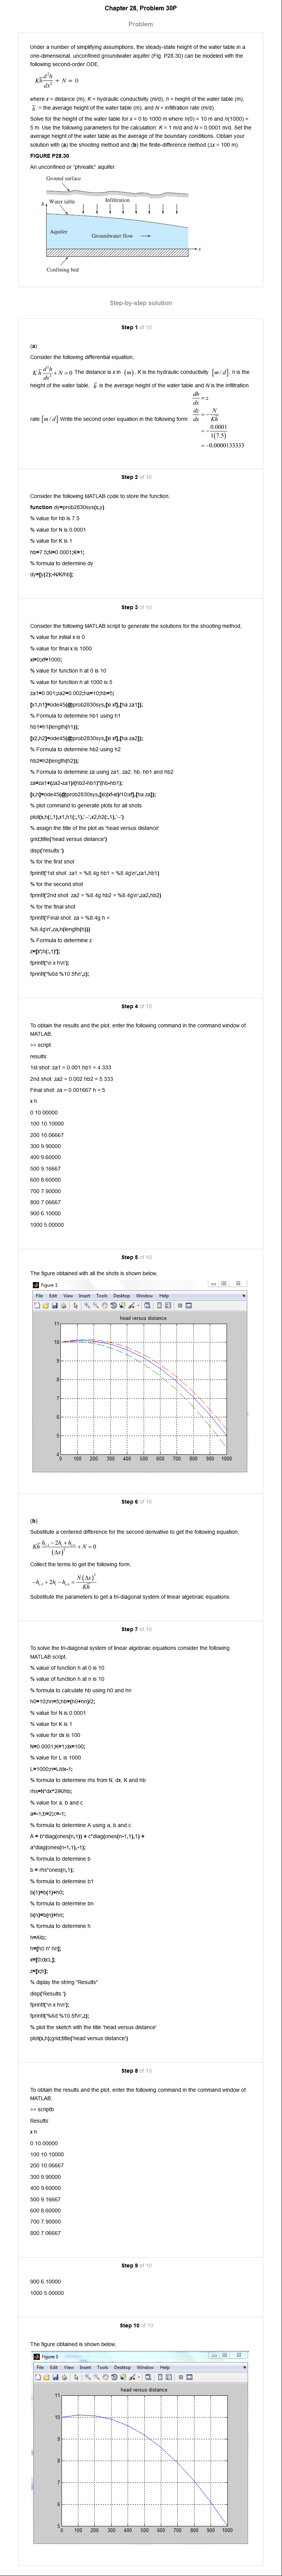 Chapter 28, Problem 30P
Problem
Under a number of simplifying assumptions, the steady-state height of the water table in a
one-dimensional, unconfined groundwater aquifer (Fig. P28.30) can be modeled with the
following second-order ODE,
K h̄ d²h/dx² + N = 0
where x = distance (m), K = hydraulic conductivity (m/d), h = height of the water table (m),
h̄ = the average height of the water table (m), and N = infiltration rate (m/d).
Solve for the height of the water table for x = 0 to 1000 m where h(0) = 10 m and h(1000) =
5 m. Use the following parameters for the calculation: K = 1 m/d and N = 0.0001 m/d. Set the
average height of the water table as the average of the boundary conditions. Obtain your
solution with (a) the shooting method and (b) the finite-difference method (Δx = 100 m).
FIGURE P28.30
An unconfined or "phreatic" aquifer.
Ground surface
h
Water table
Infiltration
Aquifer
Groundwater flow
x
Confining bed
Step-by-step solution
Step 1 of 10
(a)
Consider the following differential equation,
K h̄ d²h/dx² + N = 0 The distance is x in (m), K is the hydraulic conductivity [m/d], h is the
height of the water table, h̄ is the average height of the water table and N is the infiltration
rate [m/d]. Write the second order equation in the following form
dh/dx = z
dz/dx = − N/Kh̄
= − 0.0001/1(7.5)
= −0.0000133333
Step 2 of 10
Consider the following MATLAB code to store the function,
function dy=prob2830sys(x,y)
% value for hb is 7.5
% value for N is 0.0001
% value for K is 1
hb=7.5;N=0.0001;K=1;
% formula to determine dy
dy=[y(2);-N/K/hb];
Step 3 of 10
Consider the following MATLAB script to generate the solutions for the shooting method,
% value for initial x is 0
% value for final x is 1000
xi=0;xf=1000;
% value for function h at 0 is 10
% value for function h at 1000 is 5
za1=0.001;za2=0.002;ha=10;hb=5;
[x1,h1]=ode45(@prob2830sys,[xi xf],[ha za1]);
% Formula to determine hb1 using h1
hb1=h1(length(h1));
[x2,h2]=ode45(@prob2830sys,[xi xf],[ha za2]);
% Formula to determine hb2 using h2
hb2=h2(length(h2));
% Formula to determine za using za1, za2, hb, hb1 and hb2
za=za1+(za2-za1)/(hb2-hb1)*(hb-hb1);
[x,h]=ode45(@prob2830sys,[xi:(xf-xi)/10:xf],[ha za]);
% plot command to generate plots for all shots
plot(x,h(:,1),x1,h1(:,1),'--',x2,h2(:,1),'--')
% assign the title of the plot as 'head versus distance'
grid;title('head versus distance')
disp('results:')
% for the first shot
fprintf('1st shot: za1 = %8.4g hb1 = %8.4g\n',za1,hb1)
% for the second shot
fprintf('2nd shot: za2 = %8.4g hb2 = %8.4g\n',za2,hb2)
% for the final shot
fprintf('Final shot: za = %8.4g h =
%8.4g\n',za,h(length(h)))
% Formula to determine z
z=[x';h(:,1)'];
fprintf('\n x h\n');
fprintf('%6d %10.5f\n',z);
Step 4 of 10
To obtain the results and the plot, enter the following command in the command window of
MATLAB,
>> script
results:
1st shot: za1 = 0.001 hb1 = 4.333
2nd shot: za2 = 0.002 hb2 = 5.333
Final shot: za = 0.001667 h = 5
x h
0 10.00000
100 10.10000
200 10.06667
300 9.90000
400 9.60000
500 9.16667
600 8.60000
700 7.90000
800 7.06667
900 6.10000
1000 5.00000
Step 5 of 10
The figure obtained with all the shots is shown below,
Figure 1
File Edit View Insert Tools Desktop Window Help
head versus distance
11
10
9
8
7
6
5
4
0 100 200 300 400 500 600 700 800 900 1000
Step 6 of 10
(b)
Substitute a centered difference for the second derivative to get the following equation,
Kh̄ (hᵢ₋₁ − 2hᵢ + hᵢ₊₁)/(Δx)² + N = 0
Collect the terms to get the following form,
−hᵢ₋₁ + 2hᵢ − hᵢ₊₁ = N(Δx)²/Kh̄
Substitute the parameters to get a tri-diagonal system of linear algebraic equations.
Step 7 of 10
To solve the tri-diagonal system of linear algebraic equations consider the following
MATLAB script,
% value of function h at 0 is 10
% value of function h at n is 10
% formula to calculate hb using h0 and hn
h0=10;hn=5;hb=(h0+hn)/2;
% value for N is 0.0001
% value for K is 1
% value for dx is 100
N=0.0001;K=1;dx=100;
% value for L is 1000
L=1000;n=L/dx-1;
% formula to determine rhs from N, dx, K and hb
rhs=N*dx^2/K/hb;
% value for a, b and c
a=-1;b=2;c=-1;
% formula to determine A using a, b and c
A = b*diag(ones(n,1)) + c*diag(ones(n-1,1),1) +
a*diag(ones(n-1,1),-1);
% formula to determine b
b = rhs*ones(n,1);
% formula to determine b1
b(1)=b(1)+h0;
% formula to determine bn
b(n)=b(n)+hn;
% formula to determine h
h=A\b;
h=[h0 h' hn];
x=[0:dx:L];
z=[x;h];
% diplay the string "Results"
disp('Results:')
fprintf('\n x h\n');
fprintf('%6d %10.5f\n',z);
% plot the sketch with the title 'head versus distance'
plot(x,h);grid;title('head versus distance')
Step 8 of 10
To obtain the results and the plot, enter the following command in the command window of
MATLAB,
>> scriptb
Results:
x h
0 10.00000
100 10.10000
200 10.06667
300 9.90000
400 9.60000
500 9.16667
600 8.60000
700 7.90000
800 7.06667
Step 9 of 10
900 6.10000
1000 5.00000
Step 10 of 10
The figure obtained is shown below,
Figure 1
File Edit View Insert Tools Desktop Window Help
head versus distance
11
10
9
8
7
6
5
0 100 200 300 400 500 600 700 800 900 1000